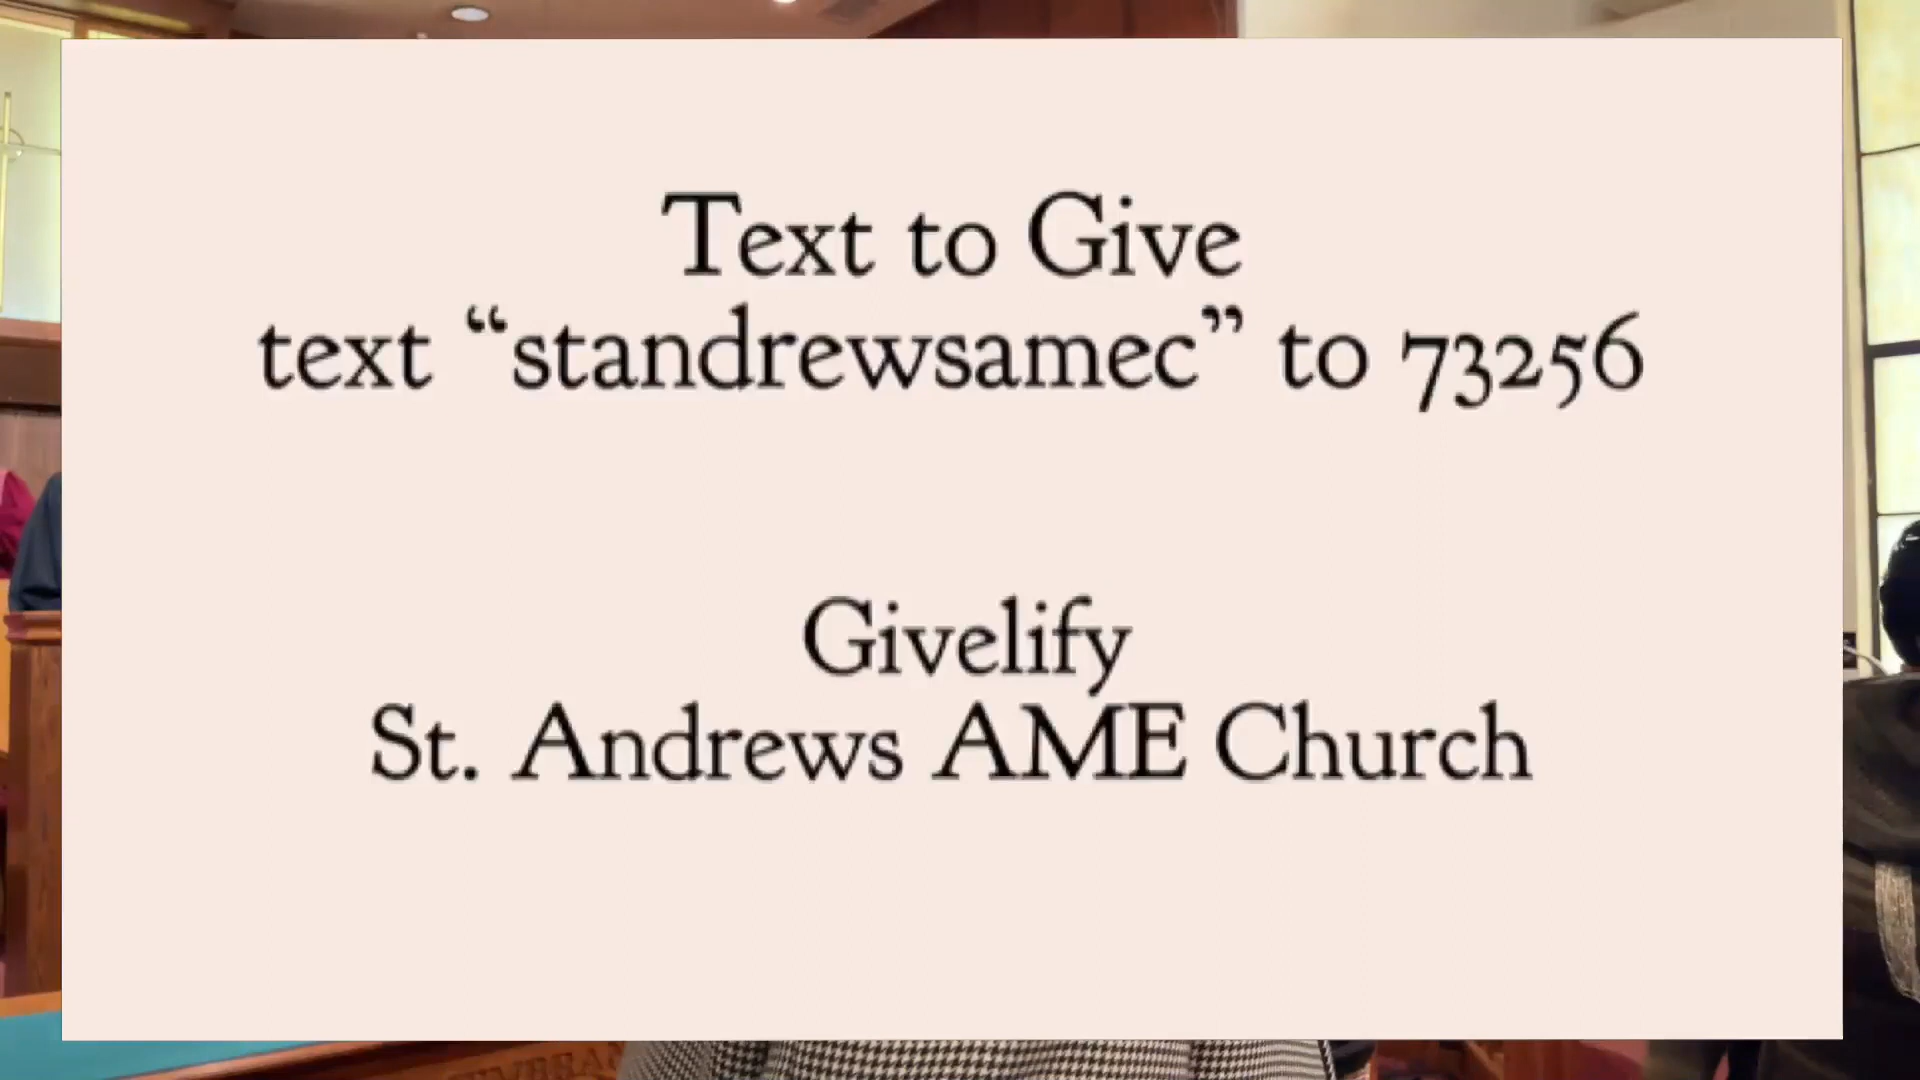 Text to Give
text “standrewsamec” to 73256
Givelify
St. Andrews AME Church